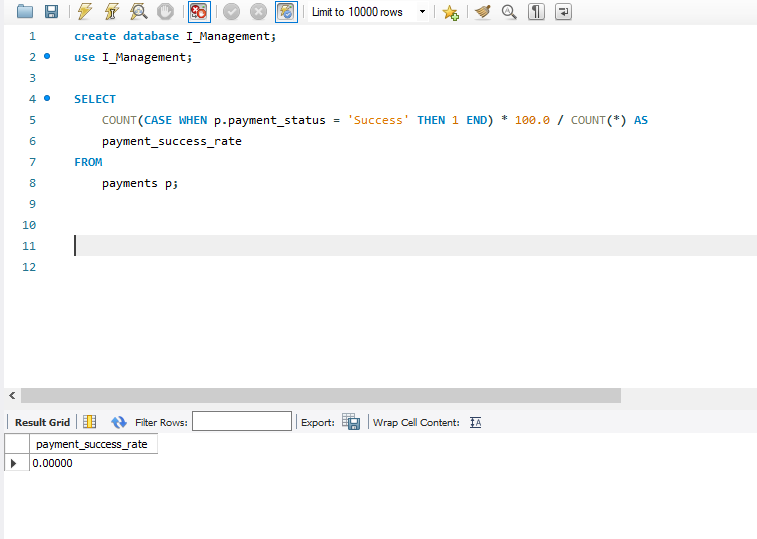 Limit to 10000 rows
1 create database I_Management;
2 use I_Management;
3
4 SELECT
5 COUNT(CASE WHEN p.payment_status = 'Success' THEN 1 END) * 100.0 / COUNT(*) AS
6 payment_success_rate
7 FROM
8 payments p;
9
10
11
12
Result Grid Filter Rows: Export: Wrap Cell Content:
payment_success_rate
0.00000